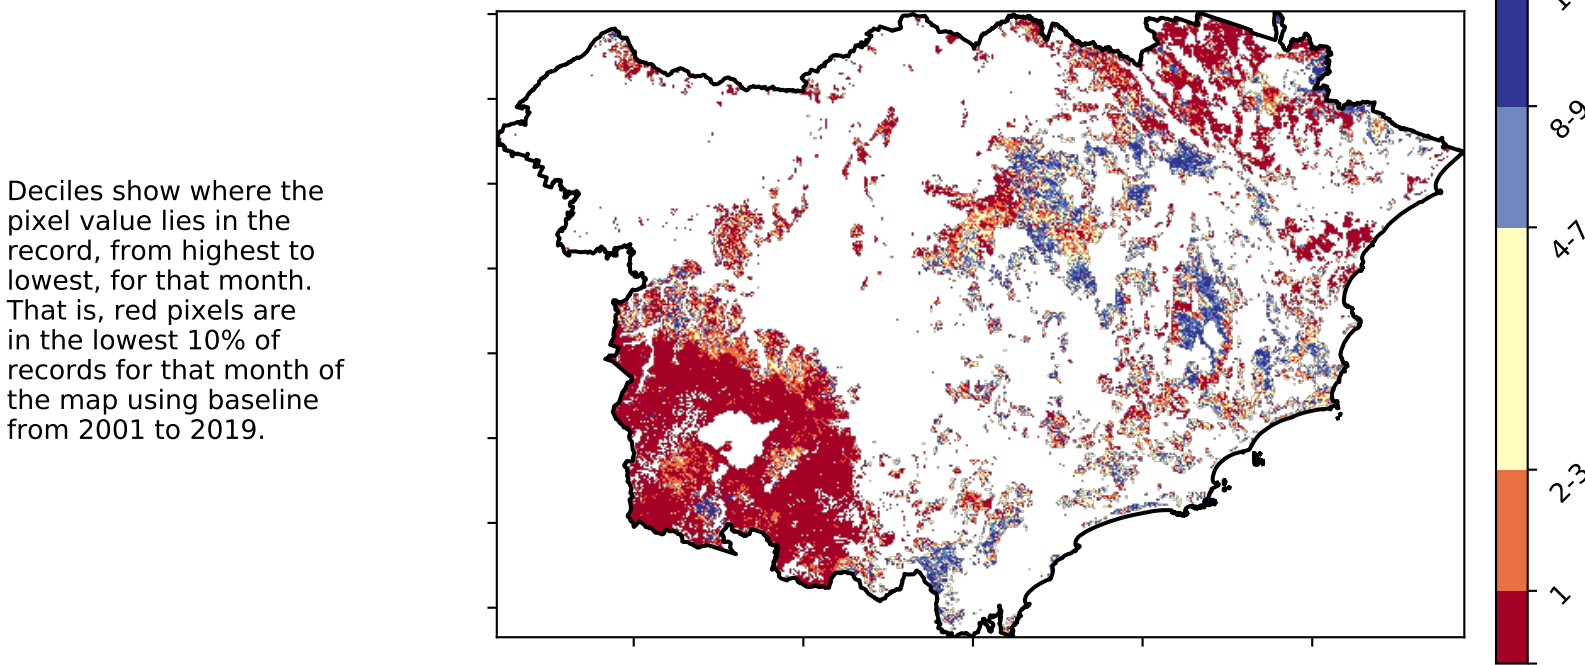 Deciles show where the
pixel value lies in the
record, from highest to
lowest, for that month.
That is, red pixels are
in the lowest 10% of
records for that month of
the map using baseline
from 2001 to 2019.
8-9
4-7
2-3
1